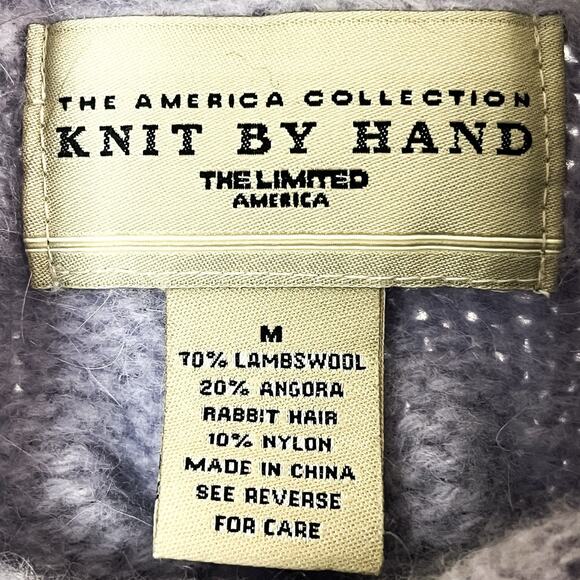 THE AMERICA COLLECTION
KNIT BY HAND
THE LIMITED
AMERICA
M
70% LAMBSWOOL
20% ANGORA
RABBIT HAIR
10% NYLON
MADE IN CHINA
SEE REVERSE
FOR CARE